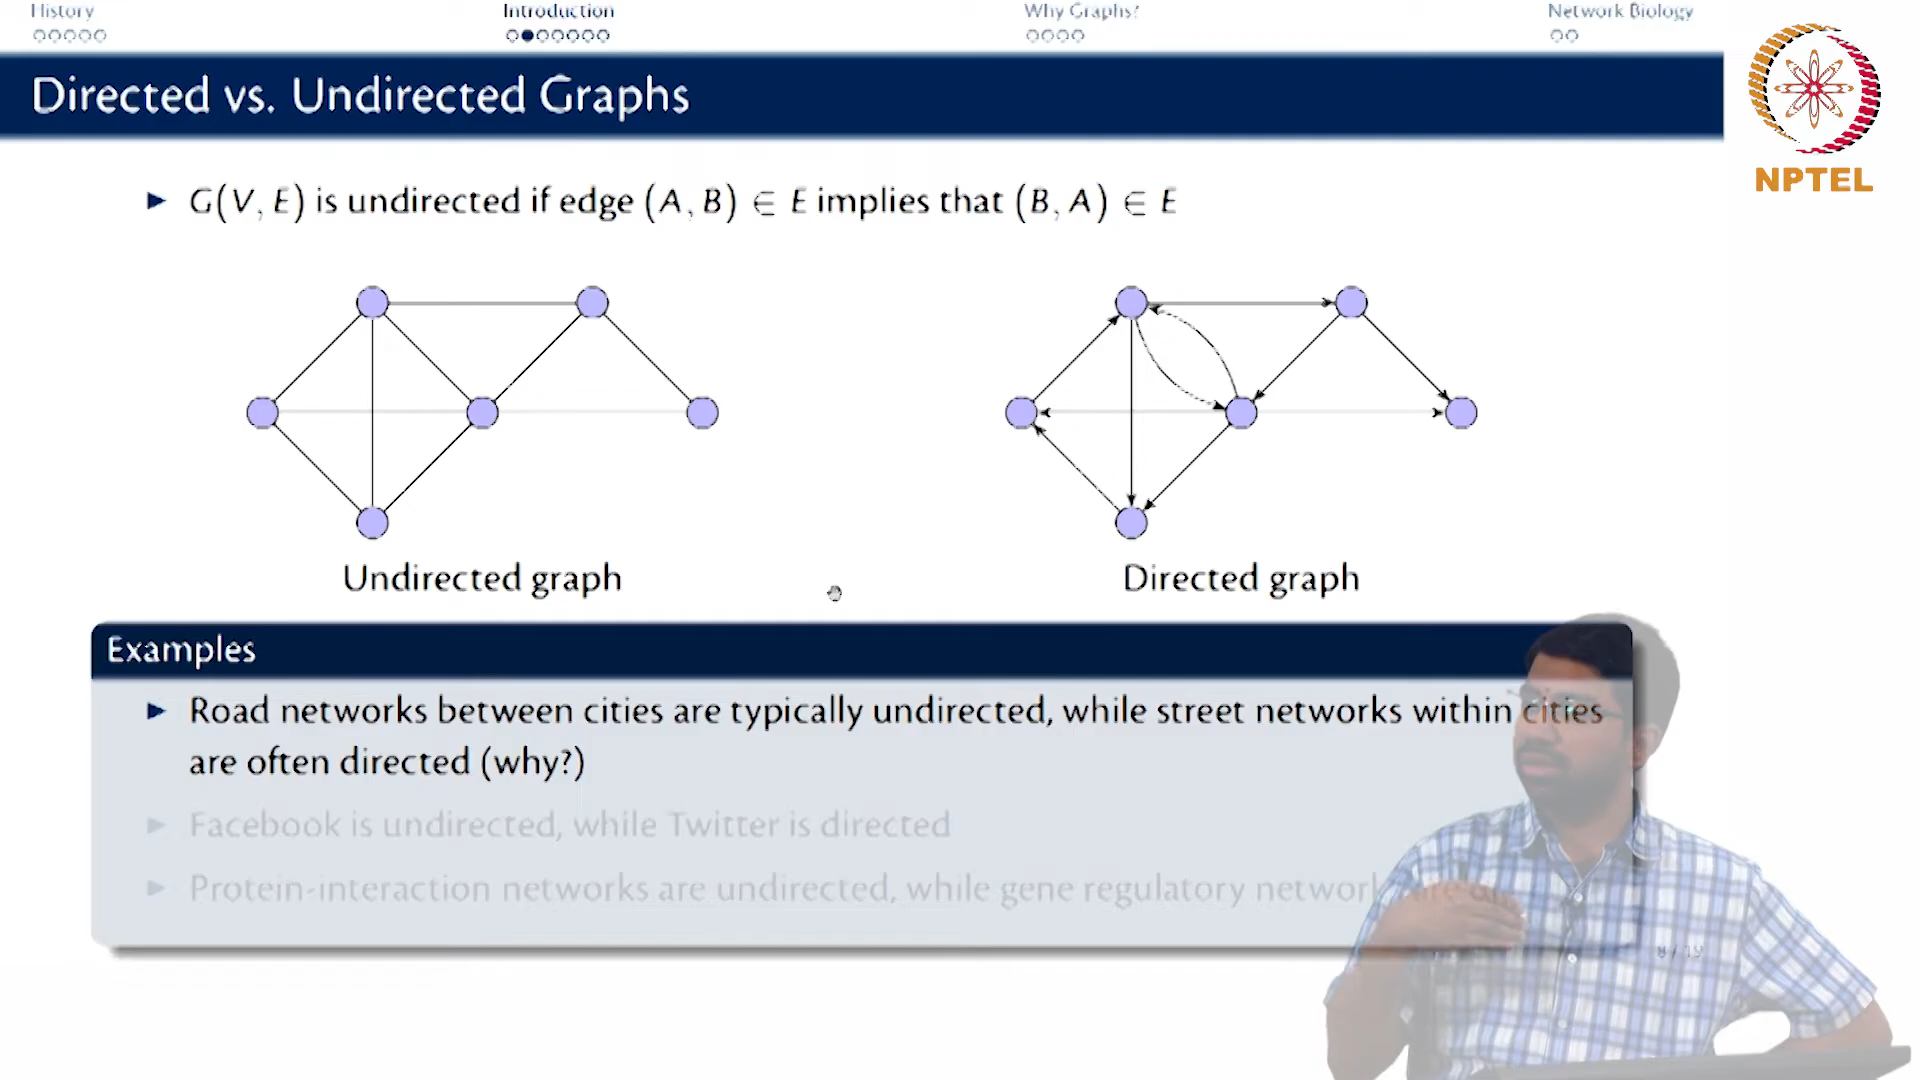 History Introduction Why Graphs? Network Biology
Directed vs. Undirected Graphs
NPTEL
► G(V, E) is undirected if edge (A, B) ∈ E implies that (B, A) ∈ E
Undirected graph Directed graph
Examples
► Road networks between cities are typically undirected, while street networks within cities
are often directed (why?)
► Facebook is undirected, while Twitter is directed
► Protein-interaction networks are undirected, while gene regulatory
8 / 19